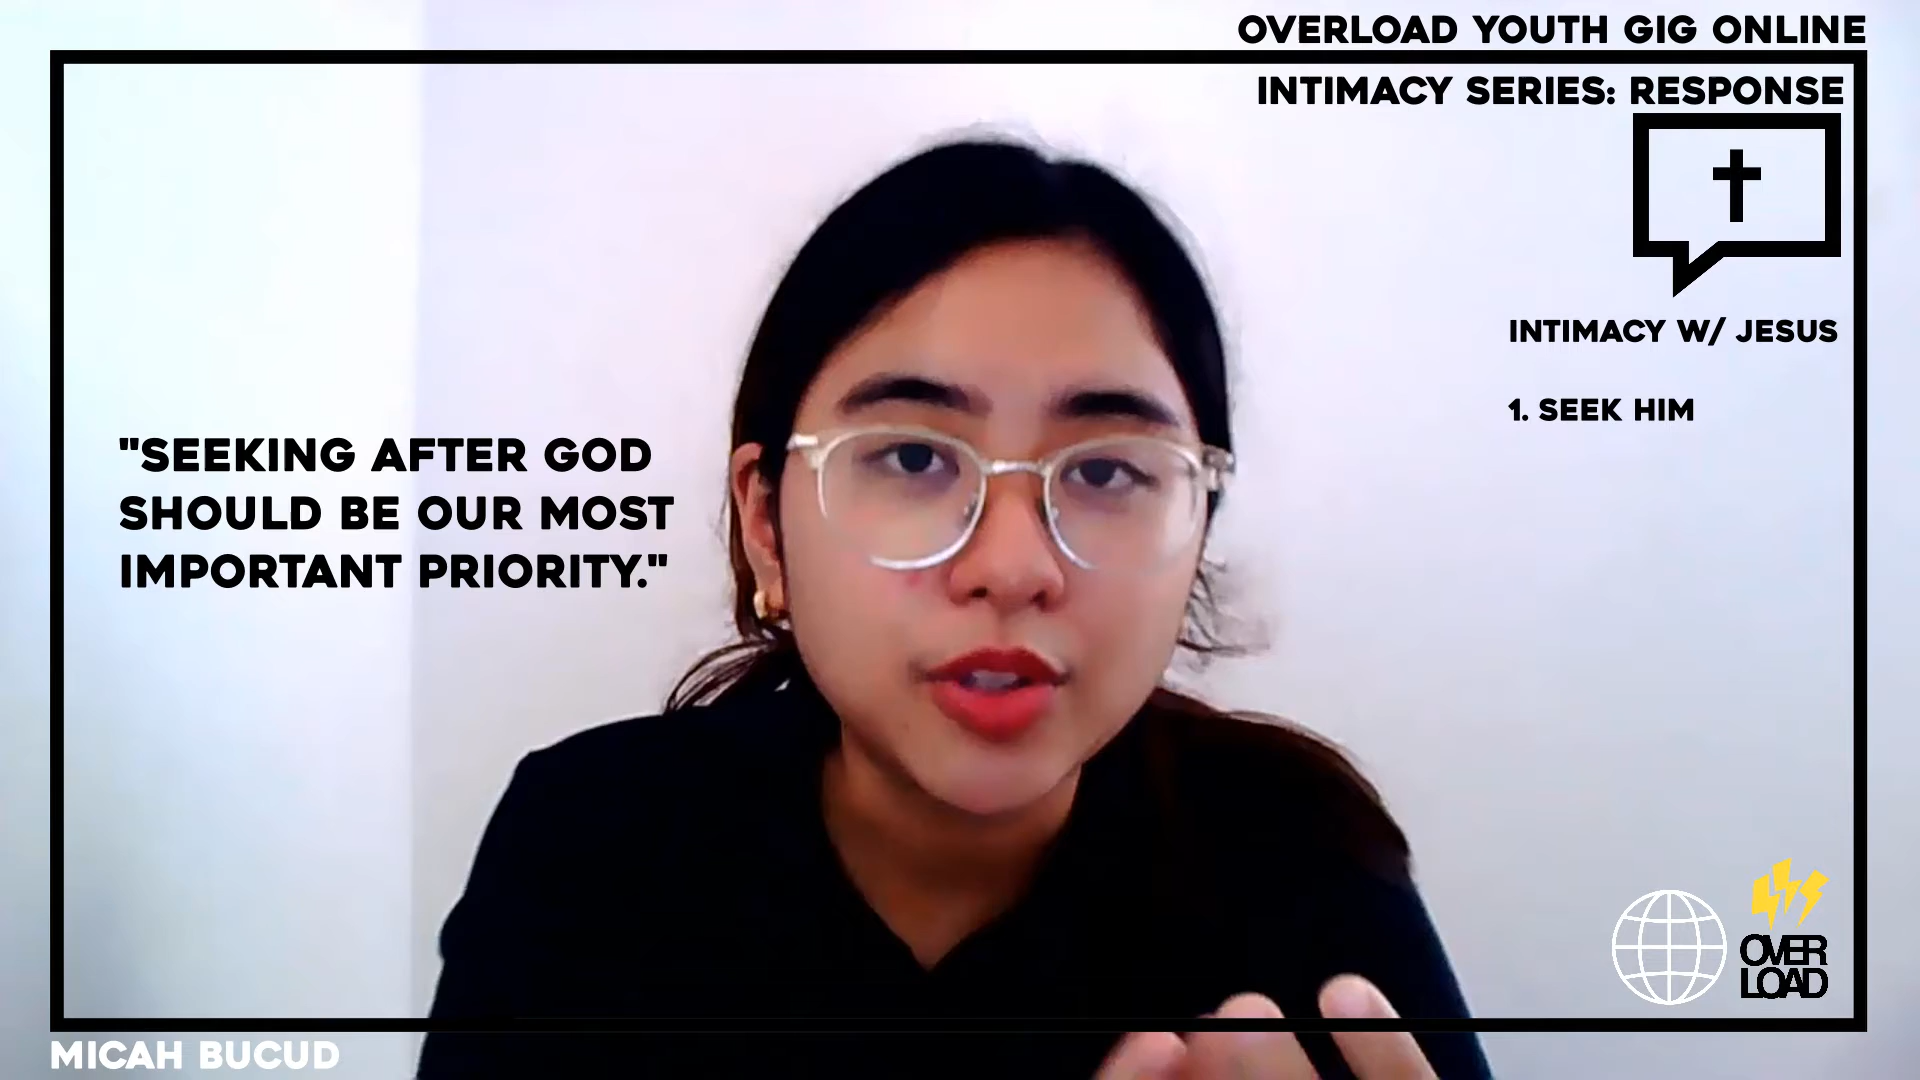 OVERLOAD YOUTH GIG ONLINE
INTIMACY SERIES: RESPONSE
INTIMACY W/ JESUS
1. SEEK HIM
"SEEKING AFTER GOD
SHOULD BE OUR MOST
IMPORTANT PRIORITY."
OVER
LOAD
MICAH BUCUD